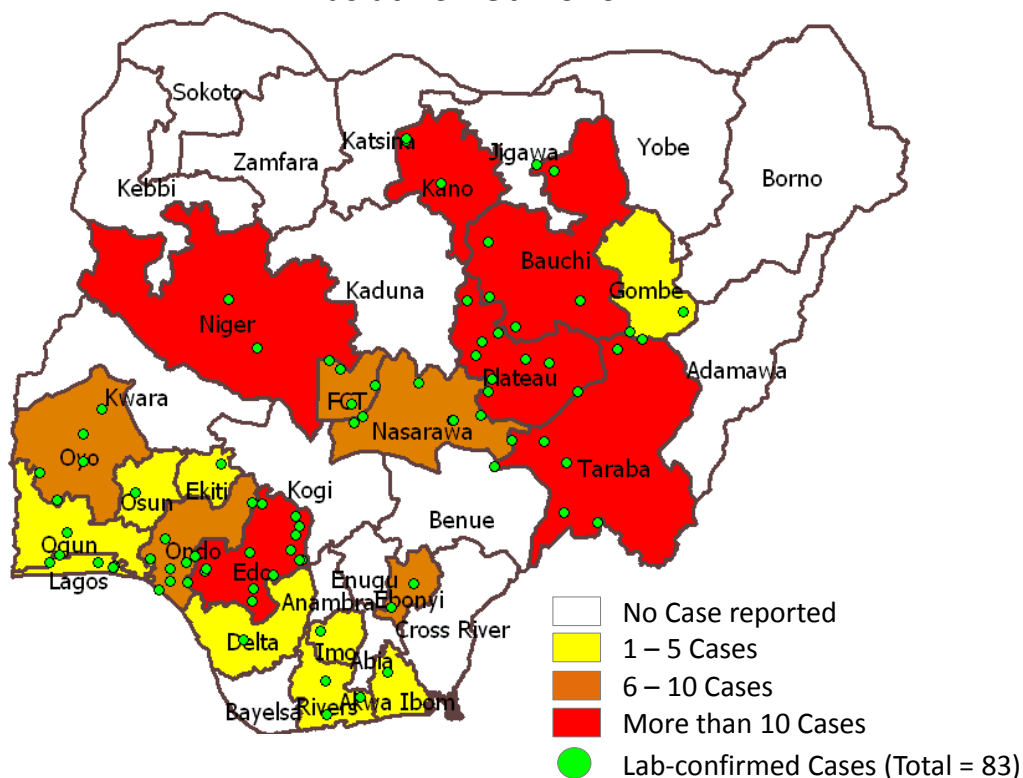 Sokoto
Katsina
Jigawa
Yobe
Zamfara
Borno
Kebbi
Kano
Bauchi
Kaduna
Gombe
Niger
Adamawa
Plateau
Kwara
FCT
Nasarawa
Oyo
Taraba
Osun
Ekiti
Kogi
Benue
Ogun
Ondo
Lagos
Edo
Enugu
Anambra
Ebonyi
Cross River
Delta
Imo
Abia
Bayelsa
Rivers
Akwa Ibom
No Case reported
1 – 5 Cases
6 – 10 Cases
More than 10 Cases
Lab-confirmed Cases (Total = 83)